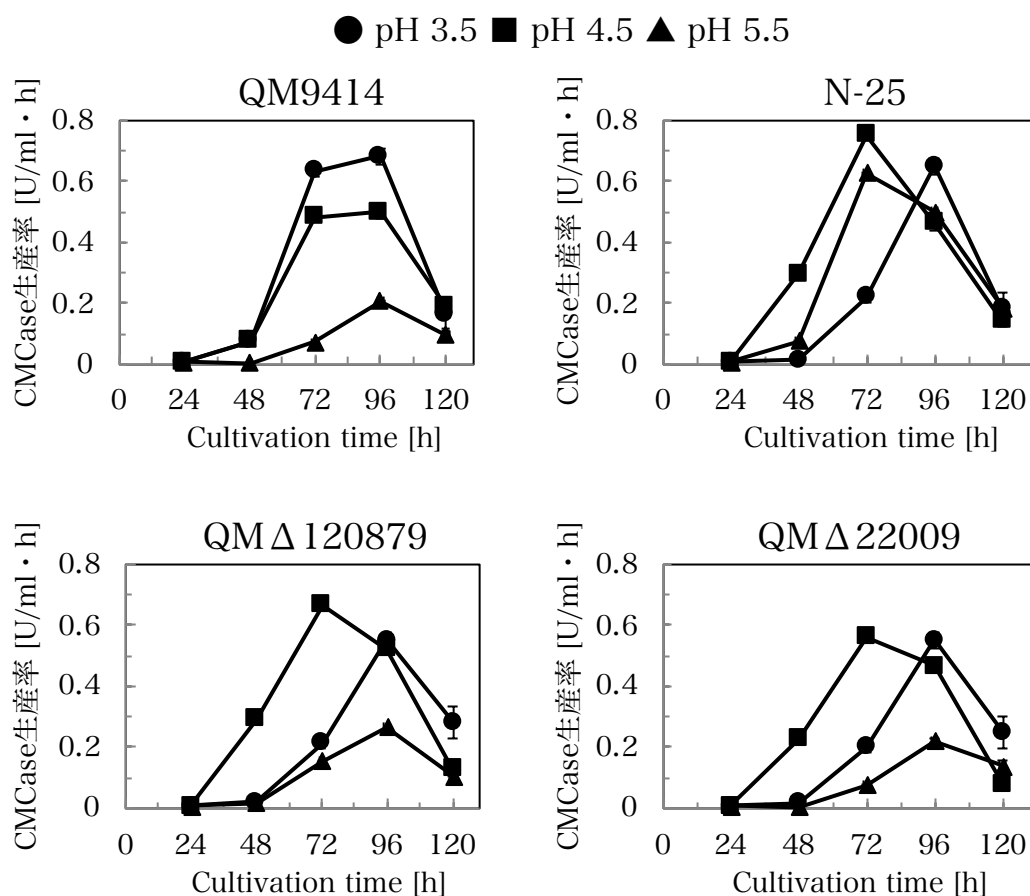 ● pH 3.5 ■ pH 4.5 ▲ pH 5.5
QM9414
CMCase生産率 [U/ml・h]
0.8
0.6
0.4
0.2
0
0 24 48 72 96 120
Cultivation time [h]
N-25
CMCase生産率 [U/ml・h]
0.8
0.6
0.4
0.2
0
0 24 48 72 96 120
Cultivation time [h]
QMΔ120879
CMCase生産率 [U/ml・h]
0.8
0.6
0.4
0.2
0
0 24 48 72 96 120
Cultivation time [h]
QMΔ22009
CMCase生産率 [U/ml・h]
0.8
0.6
0.4
0.2
0
0 24 48 72 96 120
Cultivation time [h]